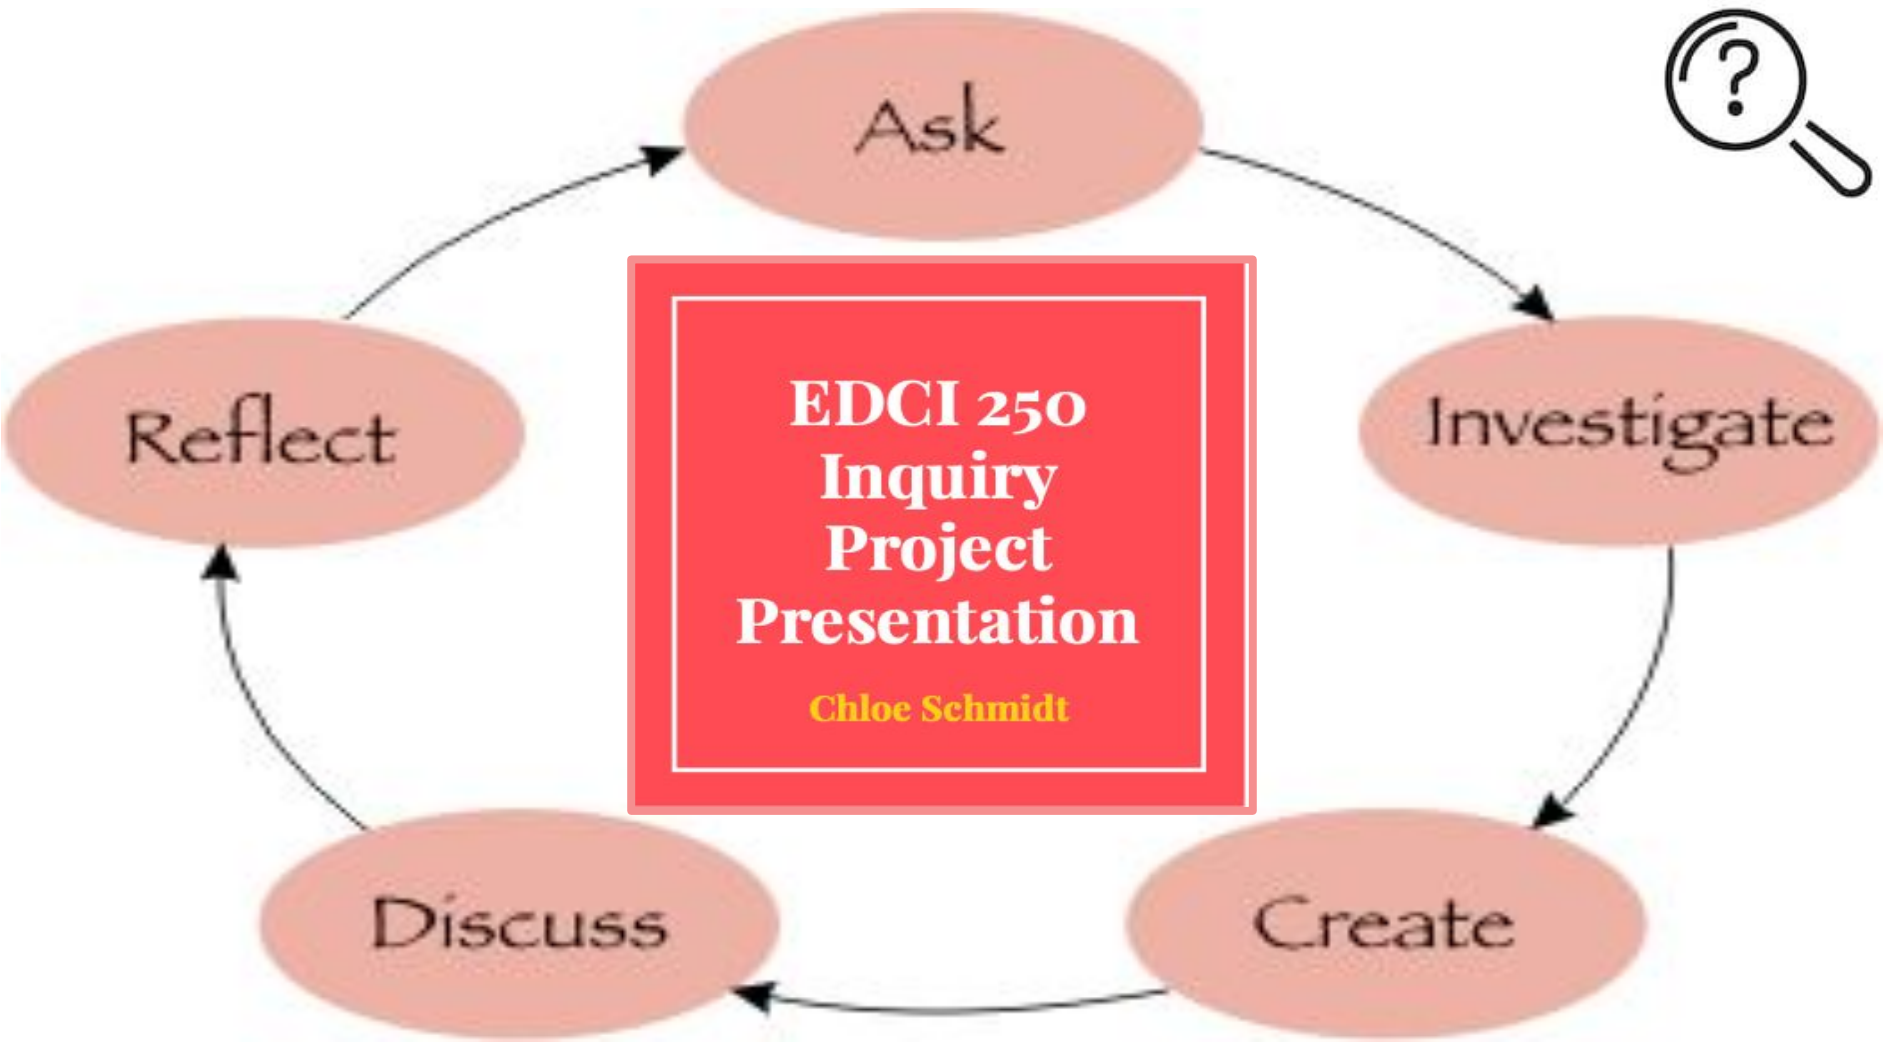 Ask
?
Reflect
Investigate
EDCI 250
Inquiry
Project
Presentation
Chloe Schmidt
Discuss
Create